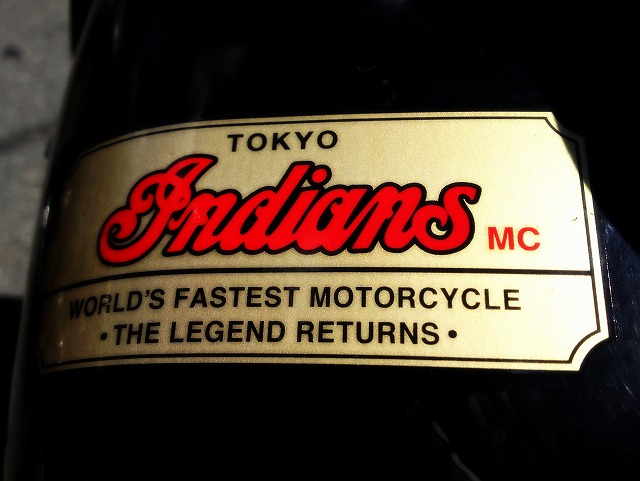 TOKYO
Indians MC
WORLD'S FASTEST MOTORCYCLE
• THE LEGEND RETURNS •